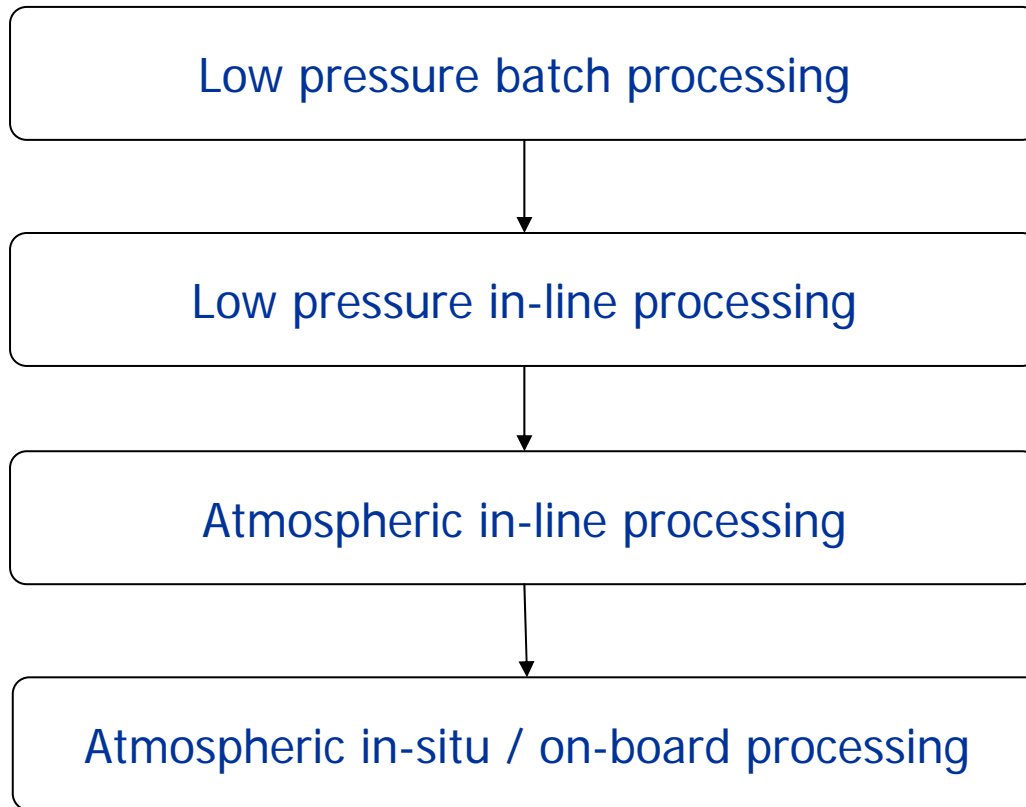 Low pressure batch processing
Low pressure in-line processing
Atmospheric in-line processing
Atmospheric in-situ / on-board processing